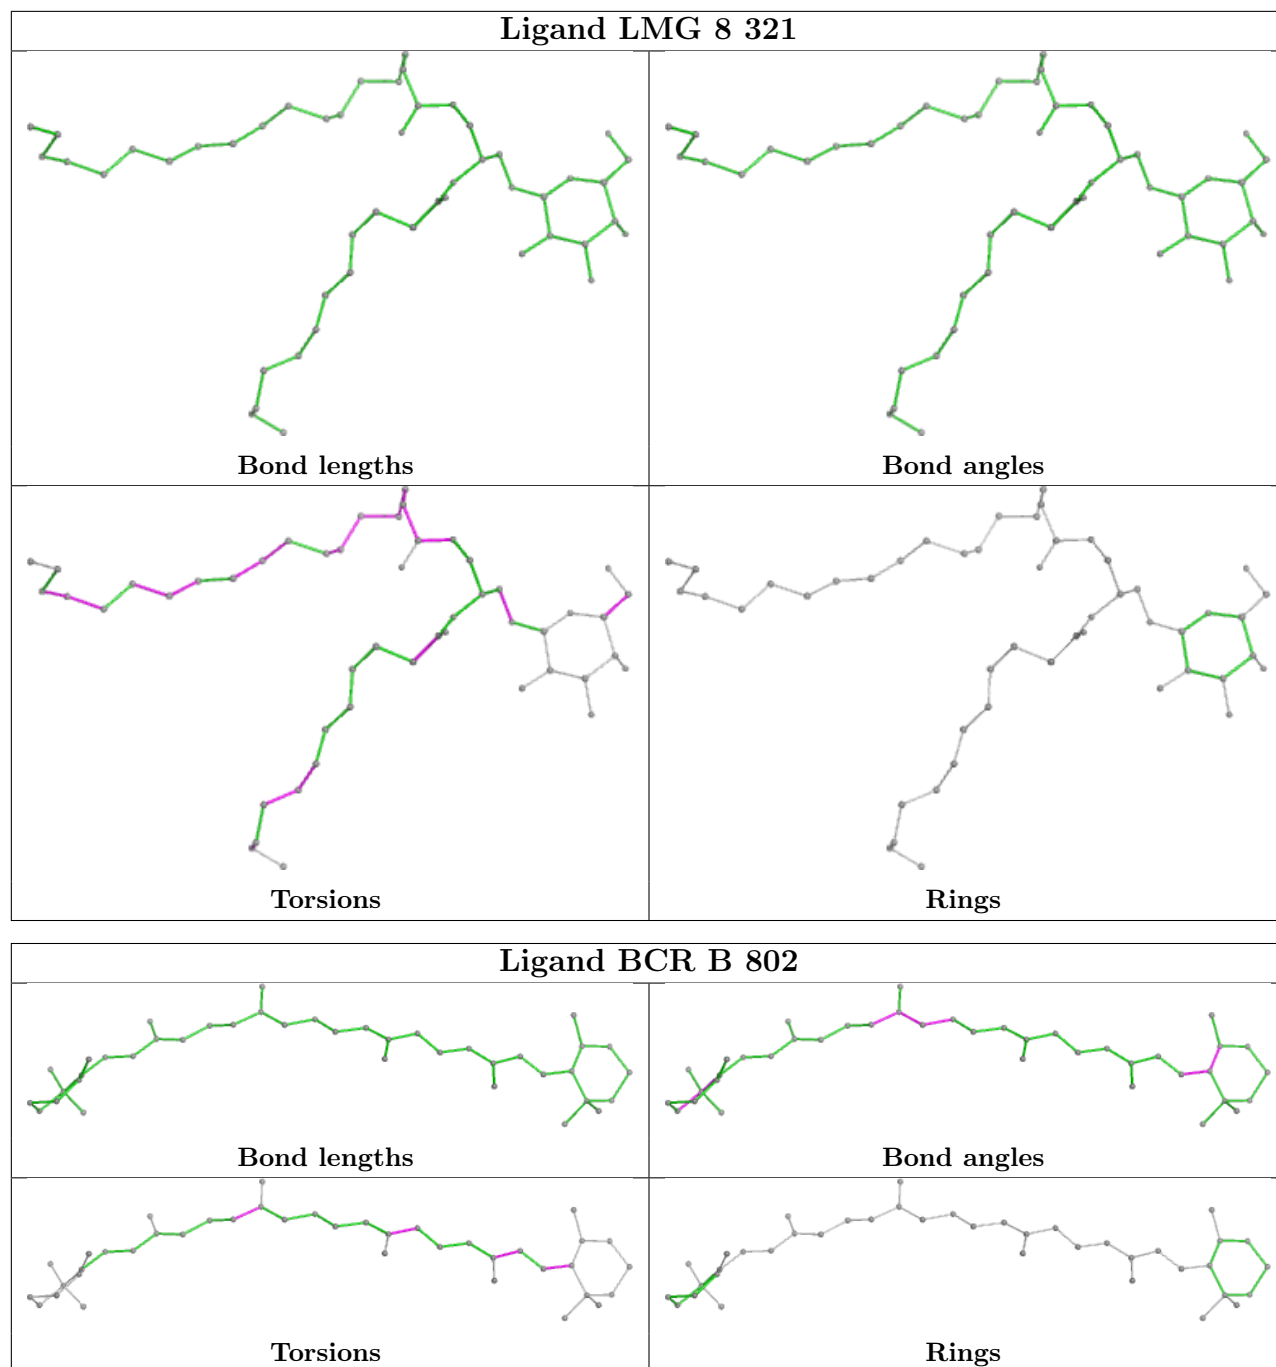 Ligand LMG 8 321
Bond lengths
Bond angles
Torsions
Rings
Ligand BCR B 802
Bond lengths
Bond angles
Torsions
Rings